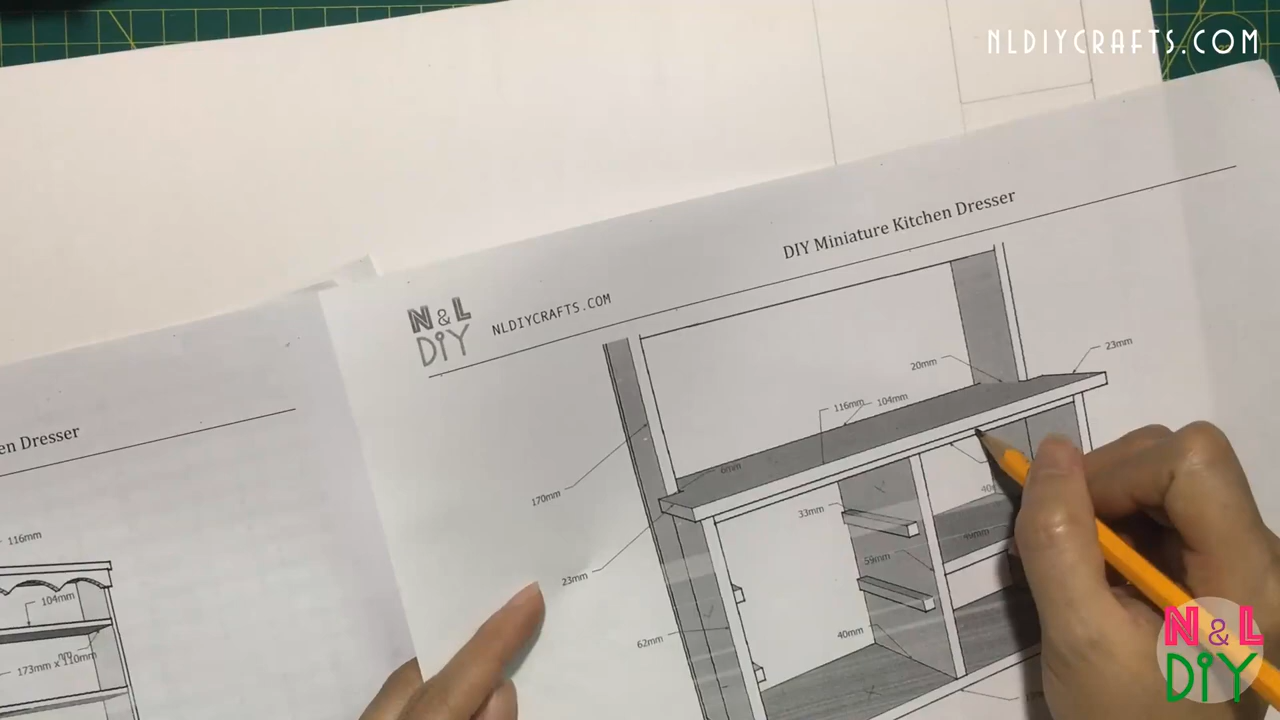 NLDIYCRAFTS.COM
DIY Miniature Kitchen Dresser
N & L
DIY
NLDIYCRAFTS.COM
23mm
20mm
116mm
104mm
6mm
170mm
33mm
23mm
59mm
62mm
40mm
en Dresser
116mm
104mm
173mm x 110mm
N & L
DIY